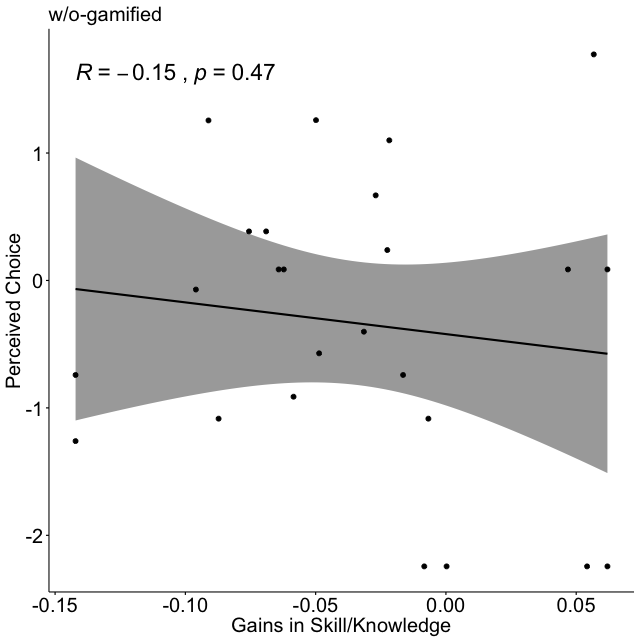 w/o-gamified
R = −0.15 , p = 0.47
1
0
-1
-2
Perceived Choice
-0.15 -0.10 -0.05 0.00 0.05
Gains in Skill/Knowledge